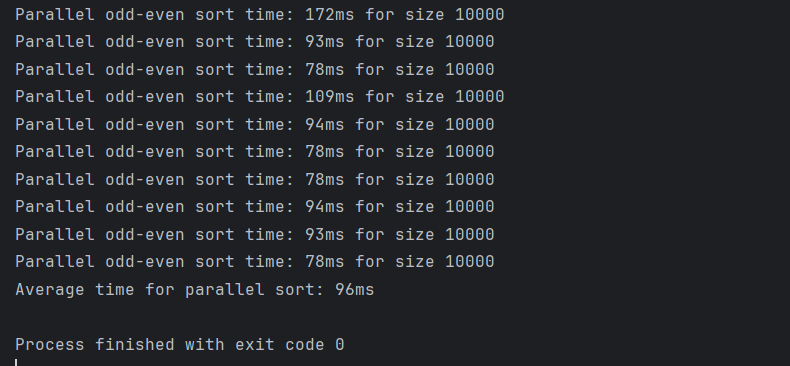 Parallel odd-even sort time: 172ms for size 10000
Parallel odd-even sort time: 93ms for size 10000
Parallel odd-even sort time: 78ms for size 10000
Parallel odd-even sort time: 109ms for size 10000
Parallel odd-even sort time: 94ms for size 10000
Parallel odd-even sort time: 78ms for size 10000
Parallel odd-even sort time: 78ms for size 10000
Parallel odd-even sort time: 94ms for size 10000
Parallel odd-even sort time: 93ms for size 10000
Parallel odd-even sort time: 78ms for size 10000
Average time for parallel sort: 96ms
Process finished with exit code 0